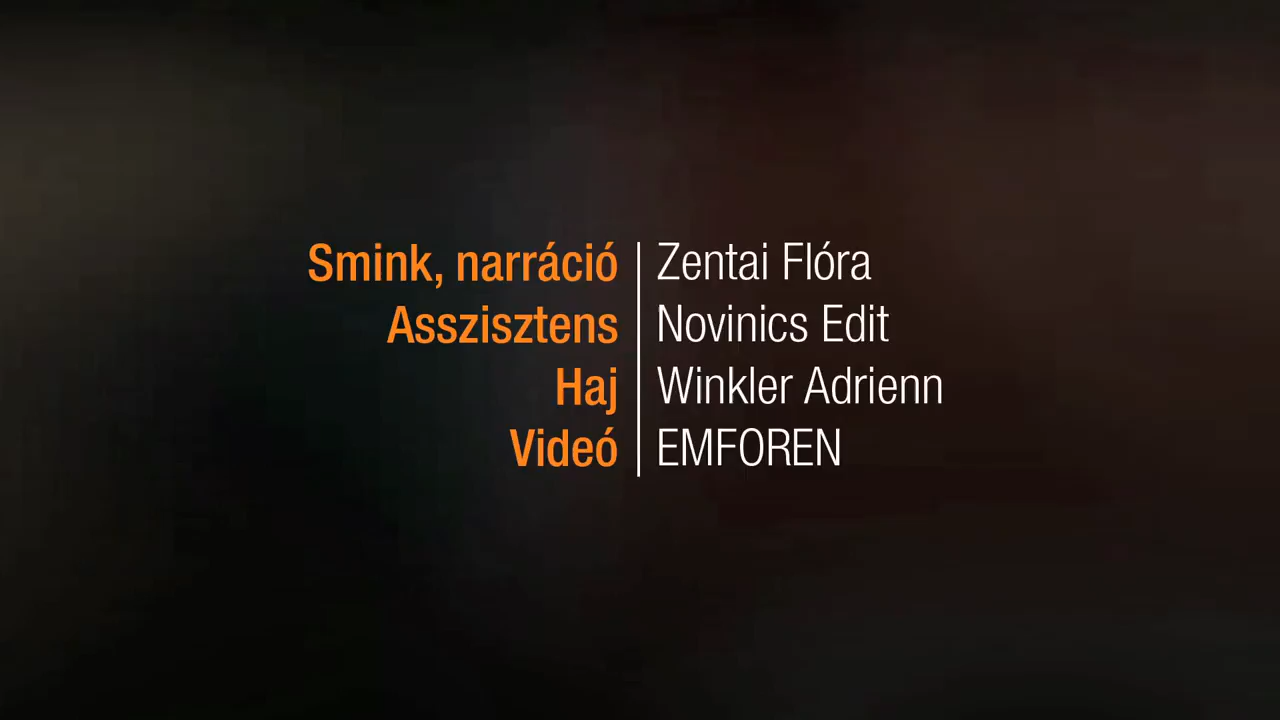 Smink, narráció Zentai Flóra
Asszisztens Novinics Edit
Haj Winkler Adrienn
Videó EMFOREN